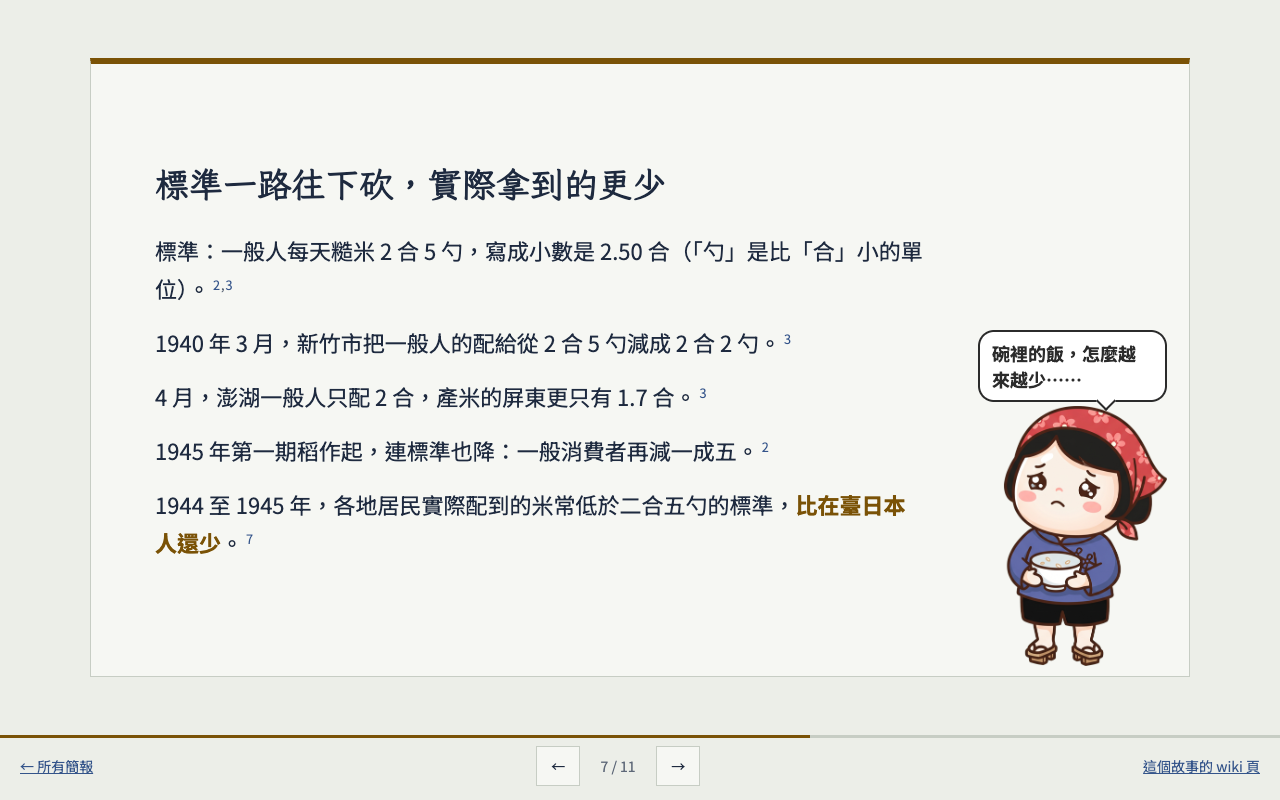 標準一路往下砍，實際拿到的更少
標準：一般人每天糙米 2 合 5 勺，寫成小數是 2.50 合（「勺」是比「合」小的單
位）。2,3
1940 年 3 月，新竹市把一般人的配給從 2 合 5 勺減成 2 合 2 勺。3
4 月，澎湖一般人只配 2 合，產米的屏東更只有 1.7 合。3
1945 年第一期稻作起，連標準也降：一般消費者再減一成五。2
1944 至 1945 年，各地居民實際配到的米常低於二合五勺的標準，比在臺日本
人還少。7
碗裡的飯，怎麼越
來越少……
← 所有簡報
←
7 / 11
→
這個故事的 wiki 頁